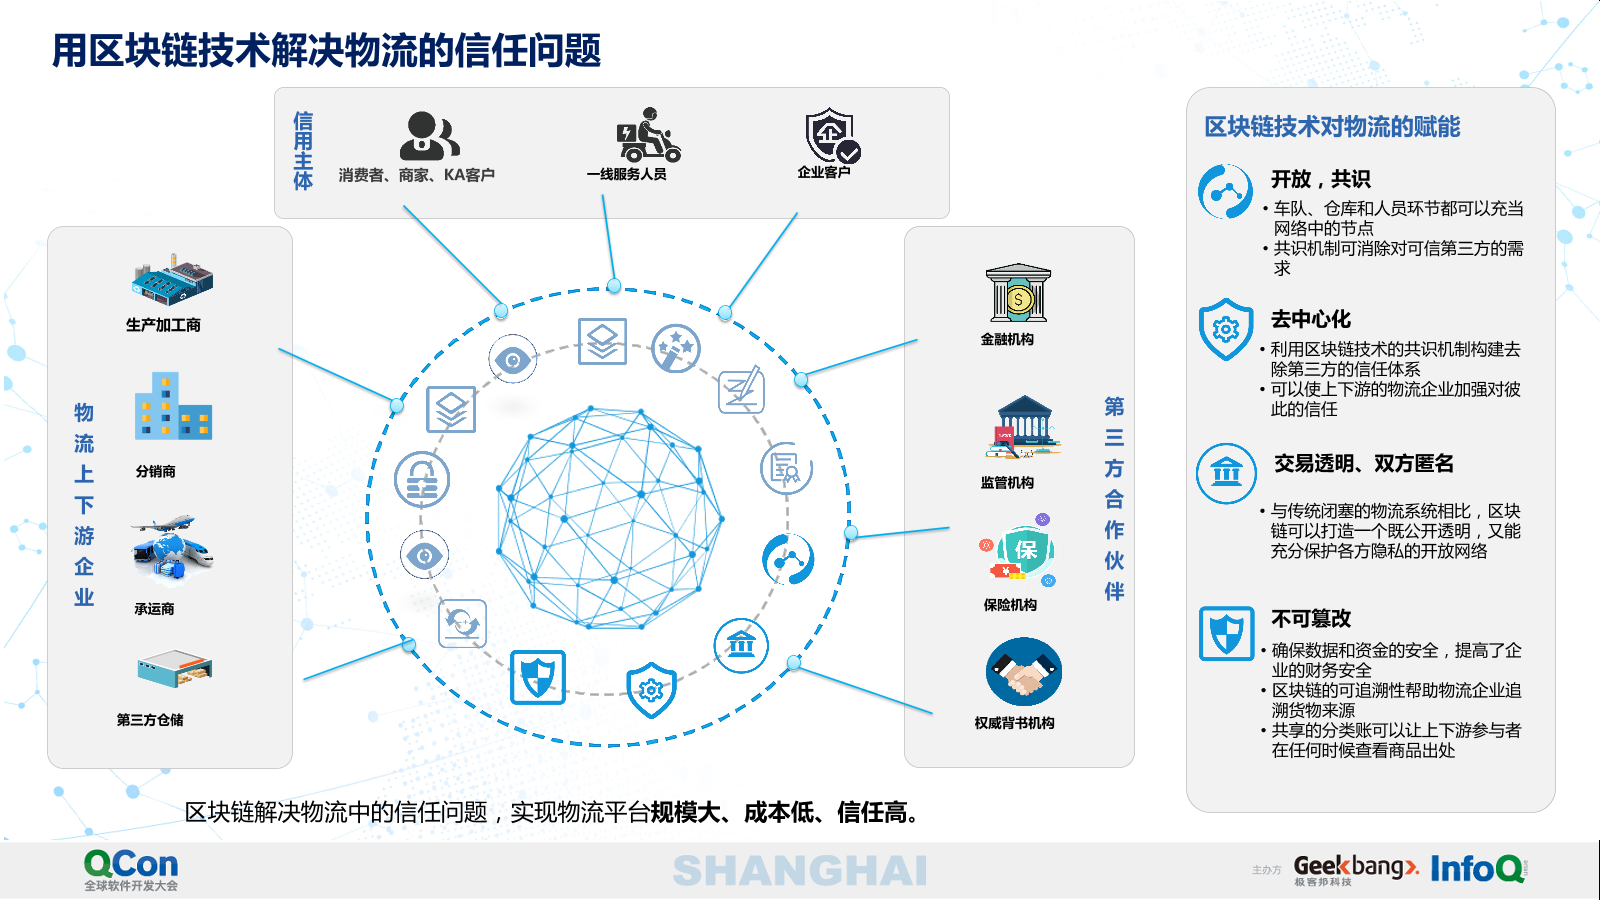 用区块链技术解决物流的信任问题
信用主体
消费者、商家、KA客户
一线服务人员
企业客户
物流上下游企业
生产加工商
分销商
承运商
第三方仓储
金融机构
监管机构
保
保险机构
权威背书机构
第三方合作伙伴
区块链技术对物流的赋能
开放，共识
• 车队、仓库和人员环节都可以充当
网络中的节点
• 共识机制可消除对可信第三方的需
求
去中心化
• 利用区块链技术的共识机制构建去
除第三方的信任体系
• 可以使上下游的物流企业加强对彼
此的信任
交易透明、双方匿名
• 与传统闭塞的物流系统相比，区块
链可以打造一个既公开透明，又能
充分保护各方隐私的开放网络
不可篡改
• 确保数据和资金的安全，提高了企
业的财务安全
• 区块链的可追溯性帮助物流企业追
溯货物来源
• 共享的分类账可以让上下游参与者
在任何时候查看商品出处
区块链解决物流中的信任问题，实现物流平台规模大、成本低、信任高。
QCon
全球软件开发大会
SHANGHAI
主办方
Geekbang>.
极客邦科技
InfoQ